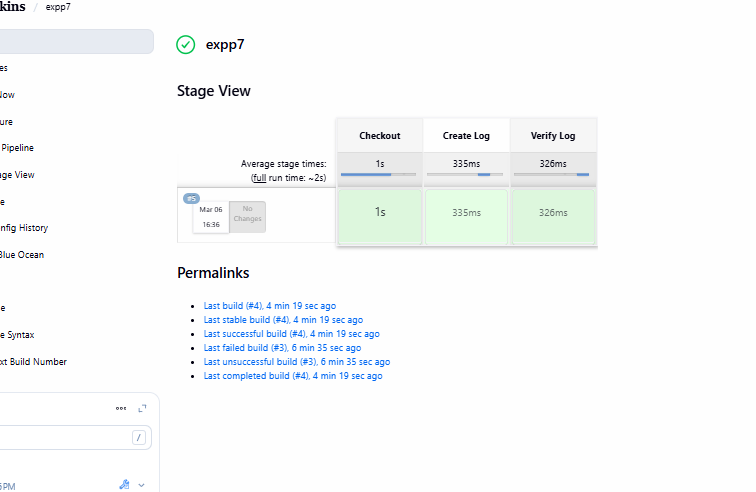 kins / expp7
es
Now
ure
Pipeline
age View
e
nfig History
Blue Ocean
e
e Syntax
xt Build Number
/
5PM
expp7
Stage View
Checkout Create Log Verify Log
Average stage times: 1s 335ms 326ms
(full run time: ~2s)
#5
Mar 06
16:36
No
Changes
1s 335ms 326ms
Permalinks
Last build (#4), 4 min 19 sec ago
Last stable build (#4), 4 min 19 sec ago
Last successful build (#4), 4 min 19 sec ago
Last failed build (#3), 6 min 35 sec ago
Last unsuccessful build (#3), 6 min 35 sec ago
Last completed build (#4), 4 min 19 sec ago